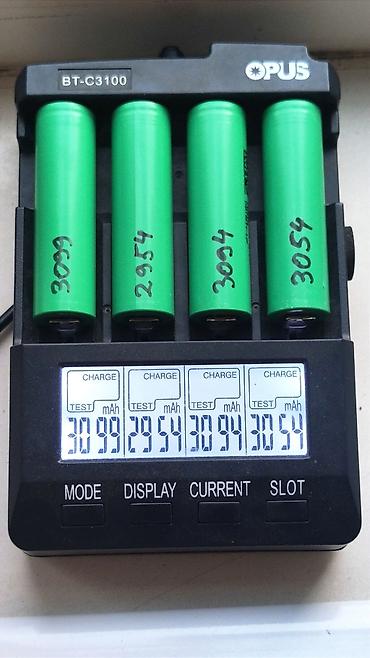 BT-C3100 OPUS
3099 2954 3094 3054
CHARGE CHARGE CHARGE CHARGE
TEST mAh TEST mAh TEST mAh TEST mAh
3099 2954 3094 3054
MODE DISPLAY CURRENT SLOT